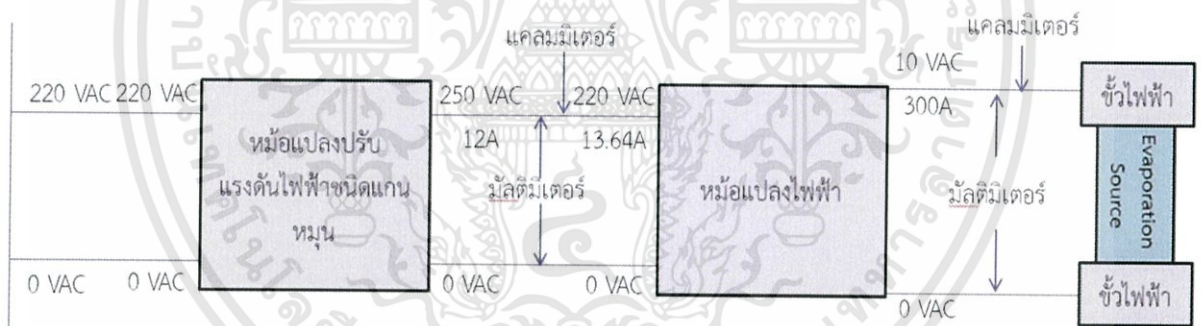 แคลมมิเตอร์
แคลมมิเตอร์
10 VAC
220 VAC 220 VAC
250 VAC
220 VAC
300A
ขั้วไฟฟ้า
12A
13.64A
หม้อแปลงปรับ
แรงดันไฟฟ้าชนิดแกน
หมุน
มัลติมิเตอร์
หม้อแปลงไฟฟ้า
มัลติมิเตอร์
Evaporation
Source
0 VAC
0 VAC
0 VAC
0 VAC
0 VAC
ขั้วไฟฟ้า